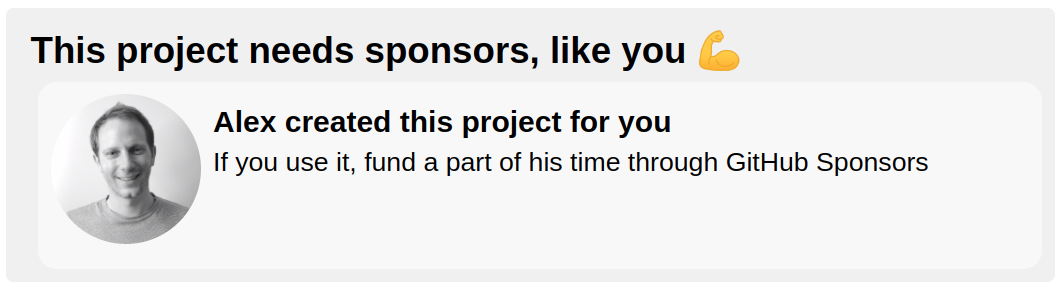 This project needs sponsors, like you 💪
Alex created this project for you
If you use it, fund a part of his time through GitHub Sponsors